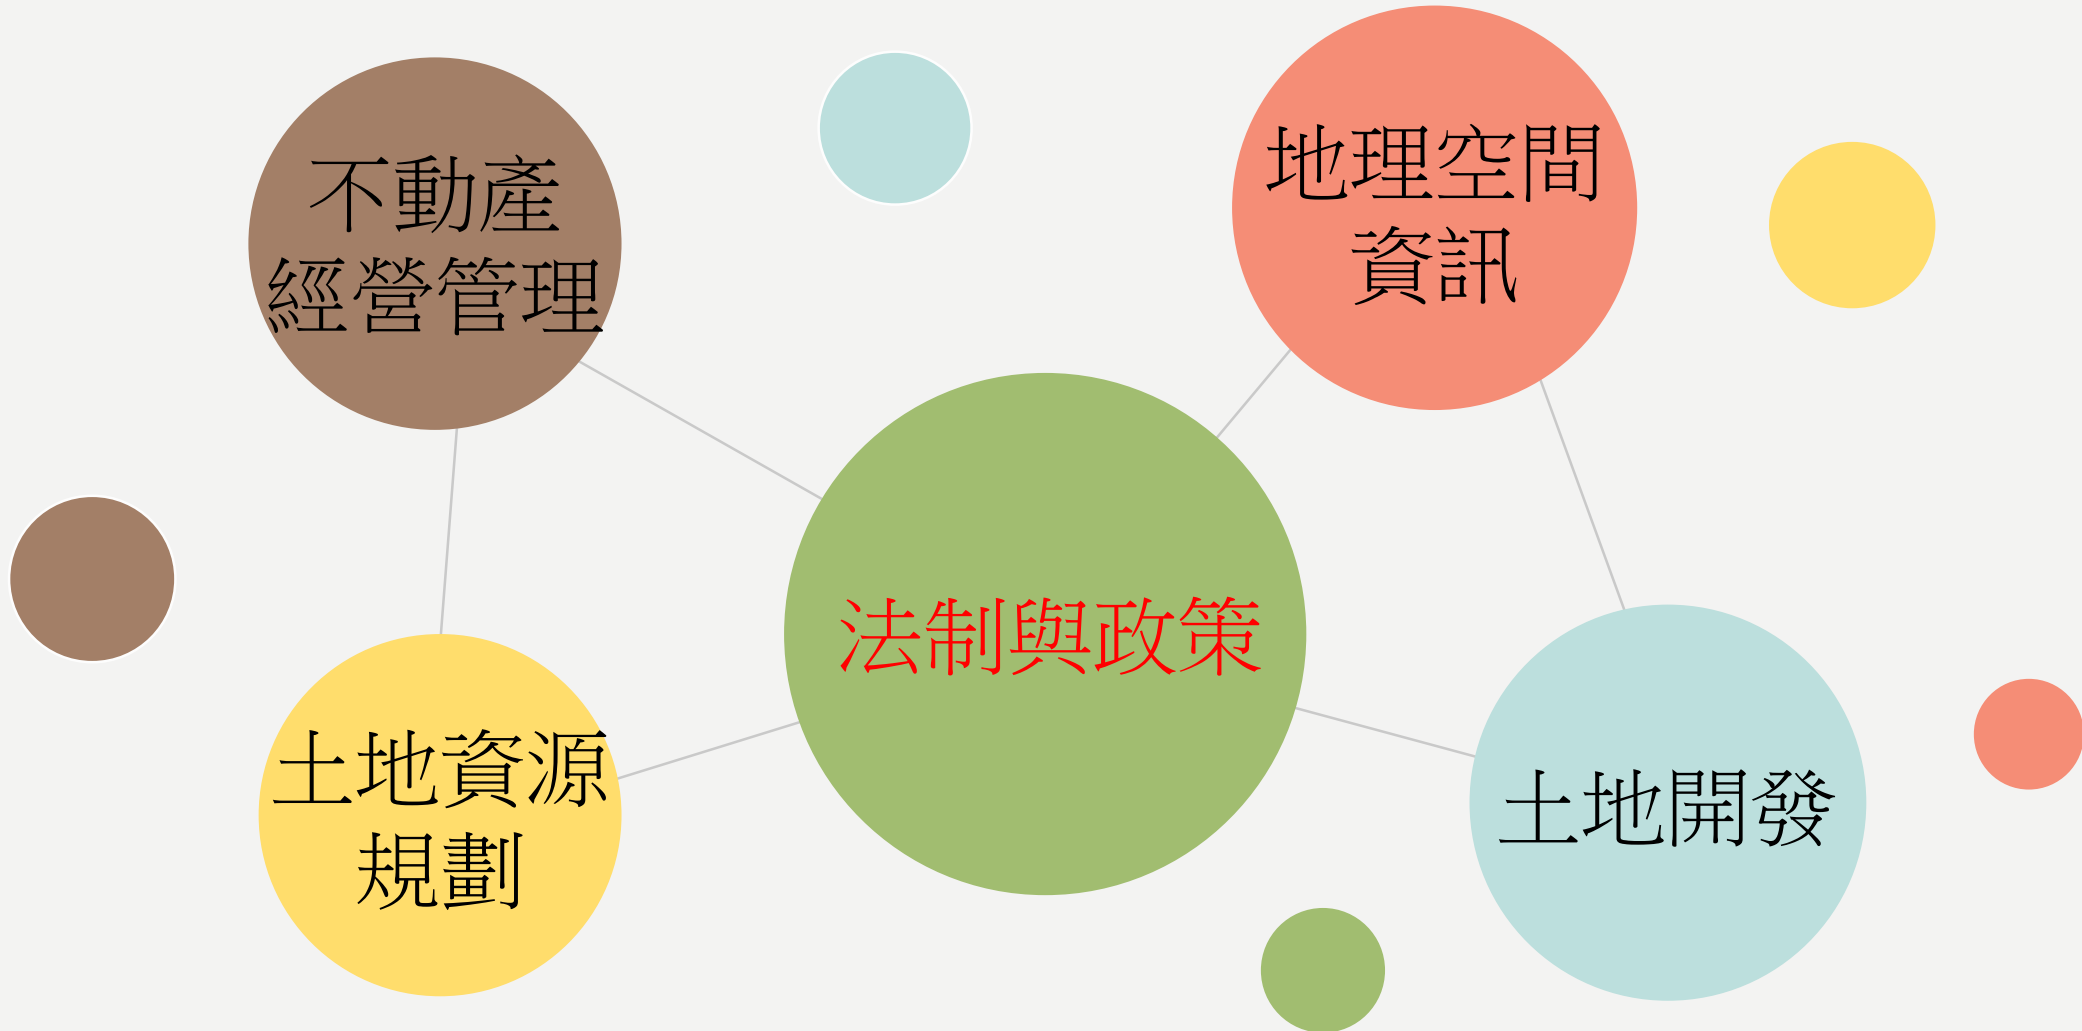 不動產
經營管理
地理空間
資訊
法制與政策
土地資源
規劃
土地開發